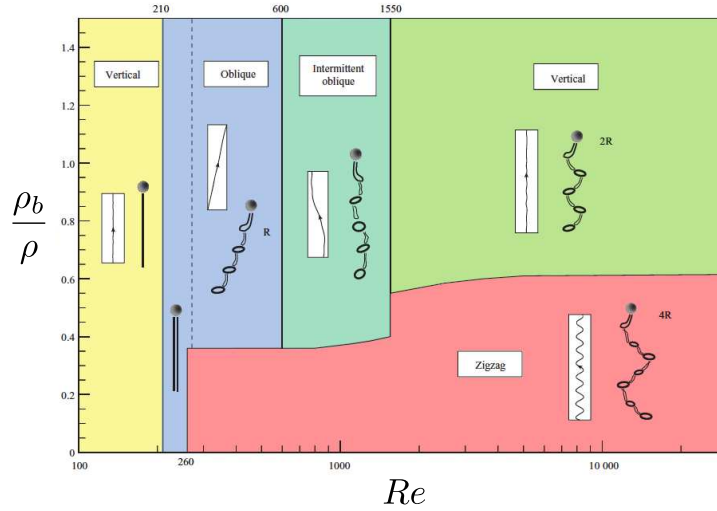 210
600
1550
1.4
1.2
1.0
0.8
0.6
0.4
0.2
0
ρ_b
ρ
Vertical
Oblique
Intermittent
oblique
Vertical
R
2R
4R
Zigzag
100
260
1000
10 000
Re